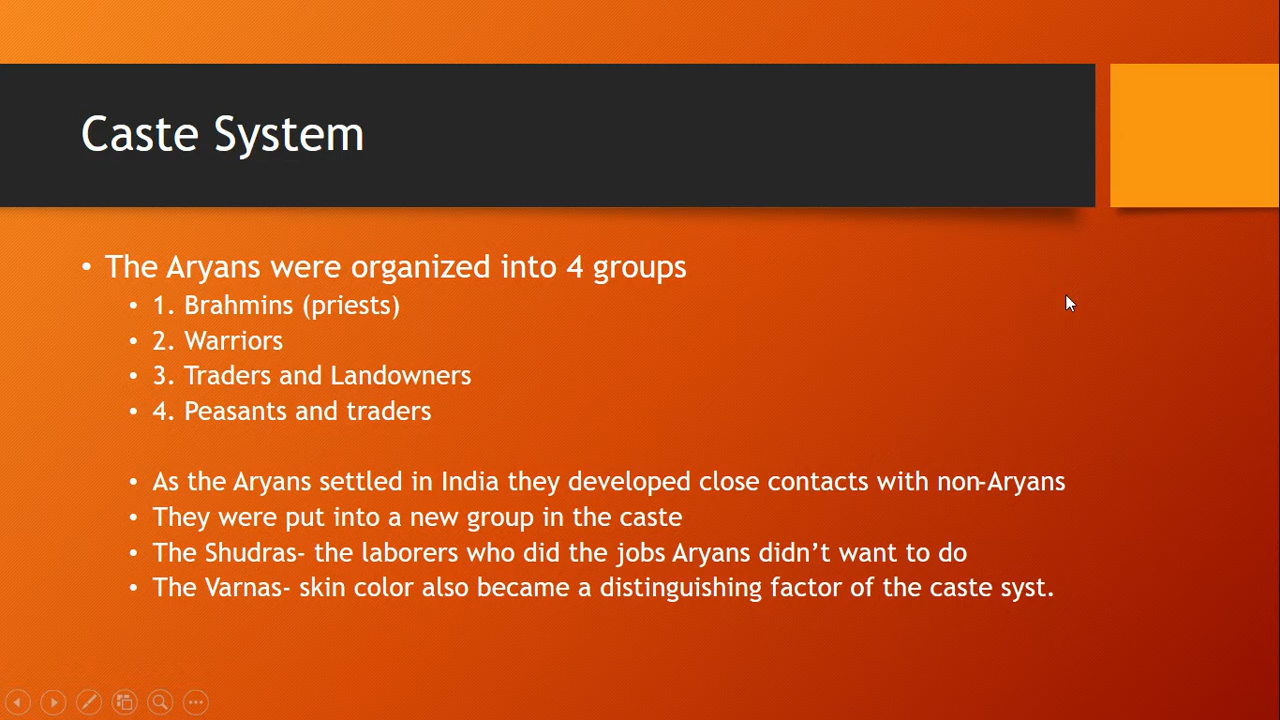 Caste System
• The Aryans were organized into 4 groups
• 1. Brahmins (priests)
• 2. Warriors
• 3. Traders and Landowners
• 4. Peasants and traders
• As the Aryans settled in India they developed close contacts with non-Aryans
• They were put into a new group in the caste
• The Shudras- the laborers who did the jobs Aryans didn’t want to do
• The Varnas- skin color also became a distinguishing factor of the caste syst.